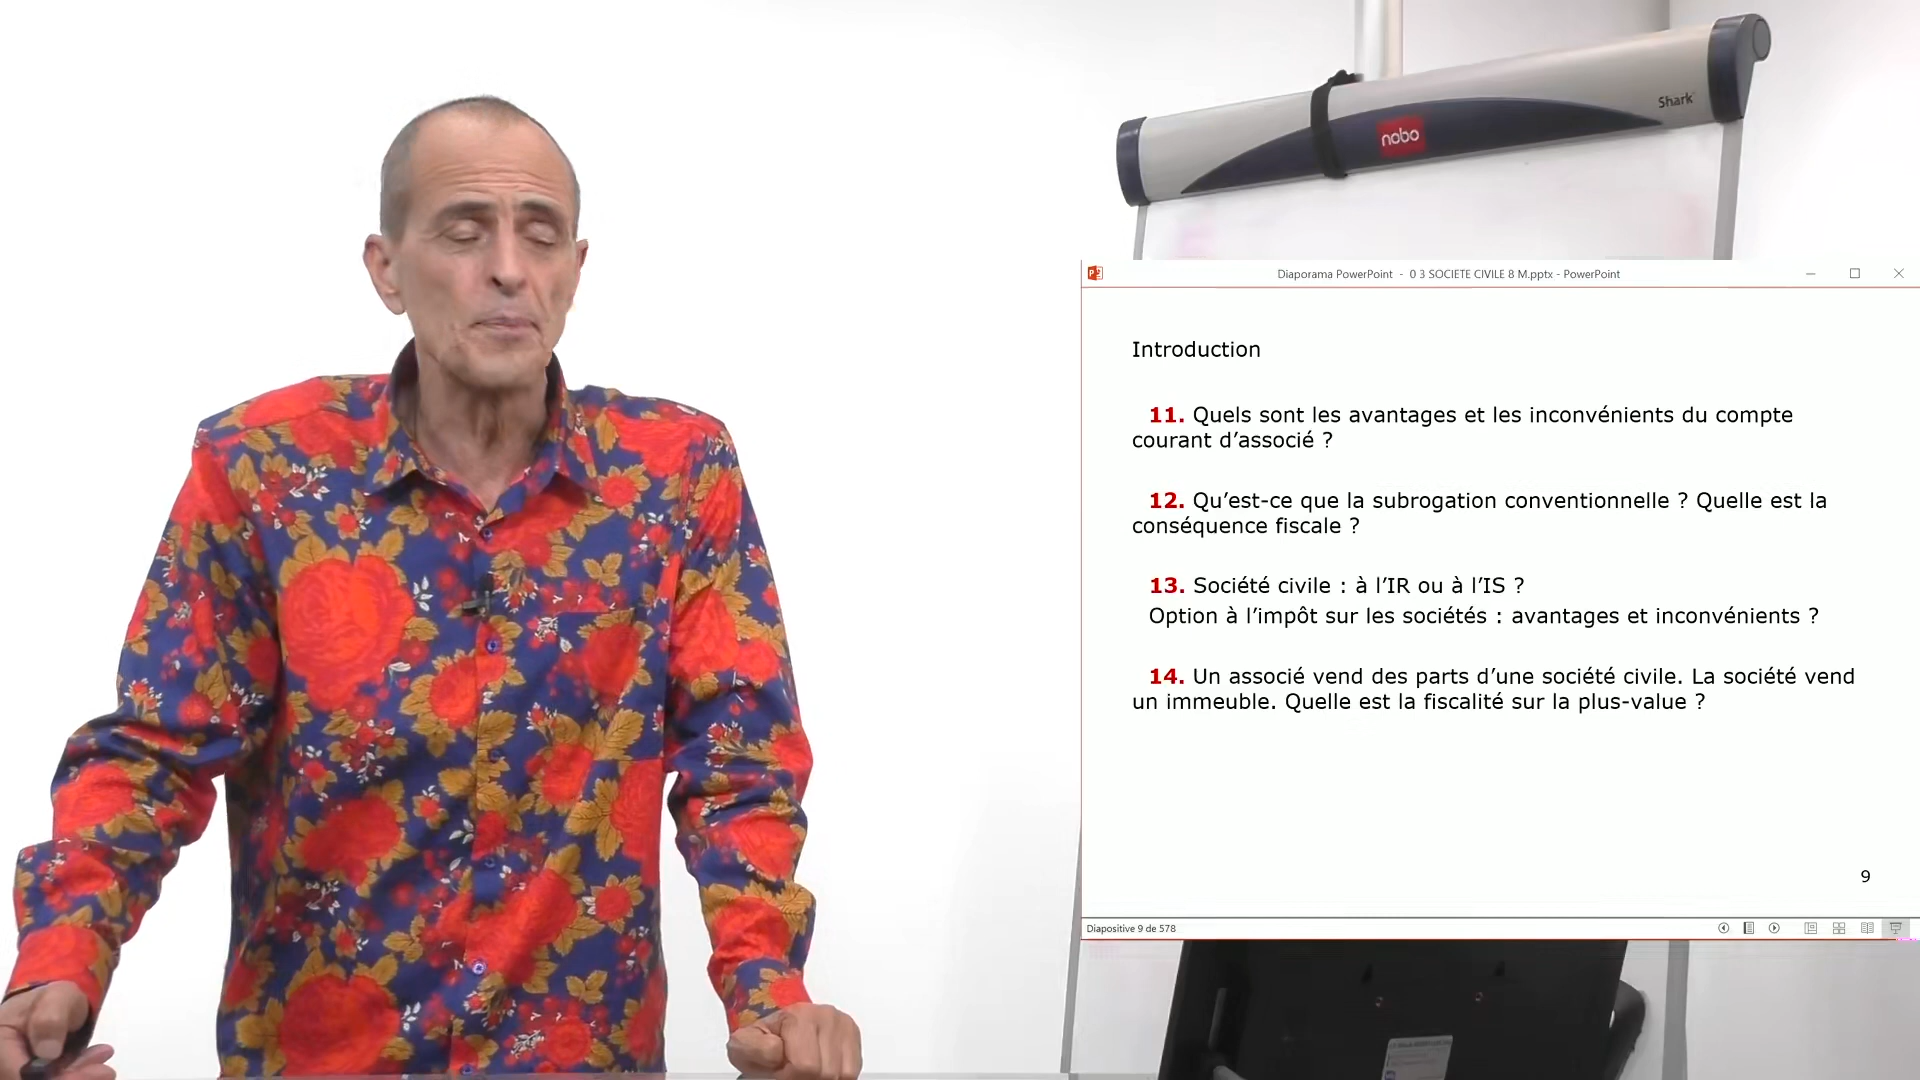 Shark
nobo
Diaporama PowerPoint - 0 3 SOCIETE CIVILE 8 M.pptx - PowerPoint
Introduction
11. Quels sont les avantages et les inconvénients du compte
courant d’associé ?
12. Qu’est-ce que la subrogation conventionnelle ? Quelle est la
conséquence fiscale ?
13. Société civile : à l’IR ou à l’IS ?
Option à l’impôt sur les sociétés : avantages et inconvénients ?
14. Un associé vend des parts d’une société civile. La société vend
un immeuble. Quelle est la fiscalité sur la plus-value ?
9
Diapositive 9 de 578